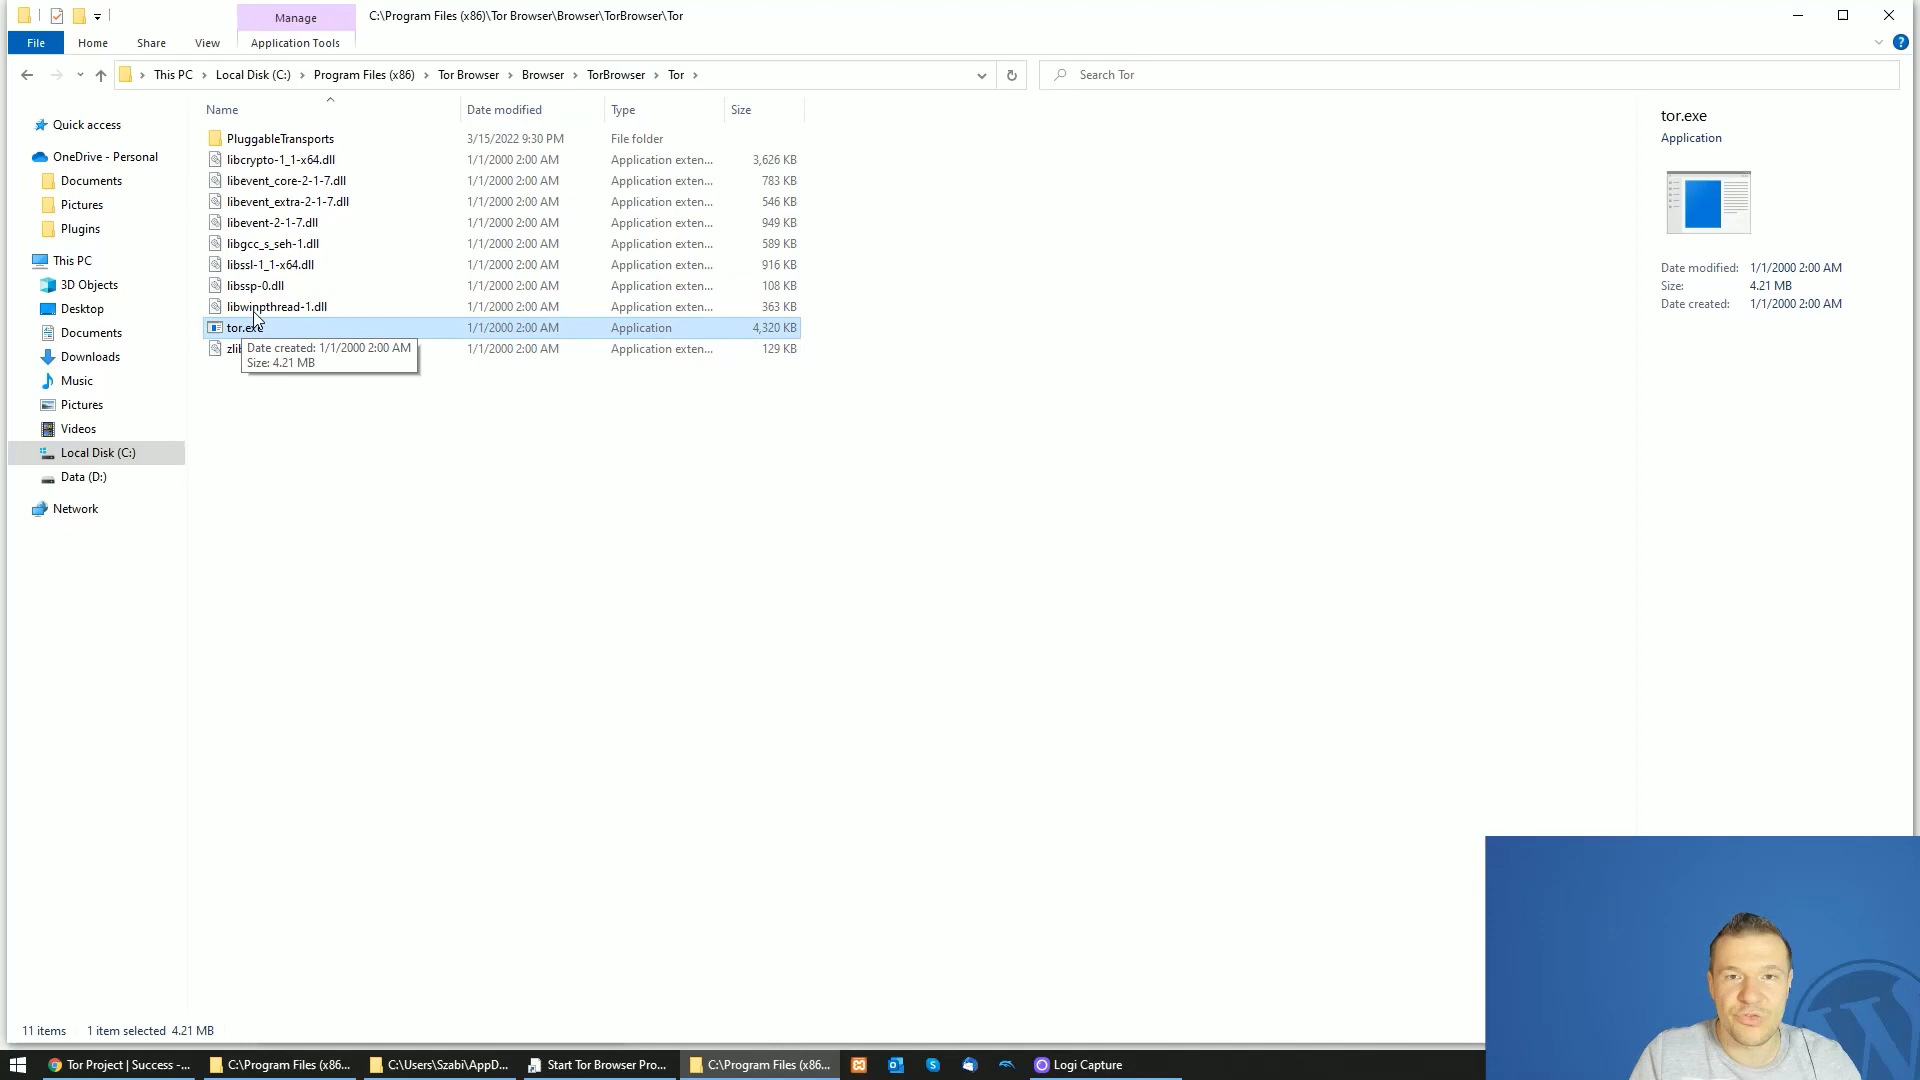 Manage
C:\Program Files (x86)\Tor Browser\Browser\TorBrowser\Tor
File
Home
Share
View
Application Tools
This PC
Local Disk (C:)
Program Files (x86)
Tor Browser
Browser
TorBrowser
Tor
Search Tor
Quick access
OneDrive - Personal
Documents
Pictures
Plugins
This PC
3D Objects
Desktop
Documents
Downloads
Music
Pictures
Videos
Local Disk (C:)
Data (D:)
Network
Name Date modified Type Size
PluggableTransports 3/15/2022 9:30 PM File folder
libcrypto-1_1-x64.dll 1/1/2000 2:00 AM Application exten... 3,626 KB
libevent_core-2-1-7.dll 1/1/2000 2:00 AM Application exten... 783 KB
libevent_extra-2-1-7.dll 1/1/2000 2:00 AM Application exten... 546 KB
libevent-2-1-7.dll 1/1/2000 2:00 AM Application exten... 949 KB
libgcc_s_seh-1.dll 1/1/2000 2:00 AM Application exten... 589 KB
libssl-1_1-x64.dll 1/1/2000 2:00 AM Application exten... 916 KB
libssp-0.dll 1/1/2000 2:00 AM Application exten... 108 KB
libwinpthread-1.dll 1/1/2000 2:00 AM Application exten... 363 KB
tor.exe 1/1/2000 2:00 AM Application 4,320 KB
zlib 1/1/2000 2:00 AM Application exten... 129 KB
Date created: 1/1/2000 2:00 AM
Size: 4.21 MB
tor.exe
Application
Date modified: 1/1/2000 2:00 AM
Size: 4.21 MB
Date created: 1/1/2000 2:00 AM
11 items 1 item selected 4.21 MB
Tor Project | Success -...
C:\Program Files (x86...
C:\Users\Szabi\AppD...
Start Tor Browser Pro...
C:\Program Files (x86...
Logi Capture